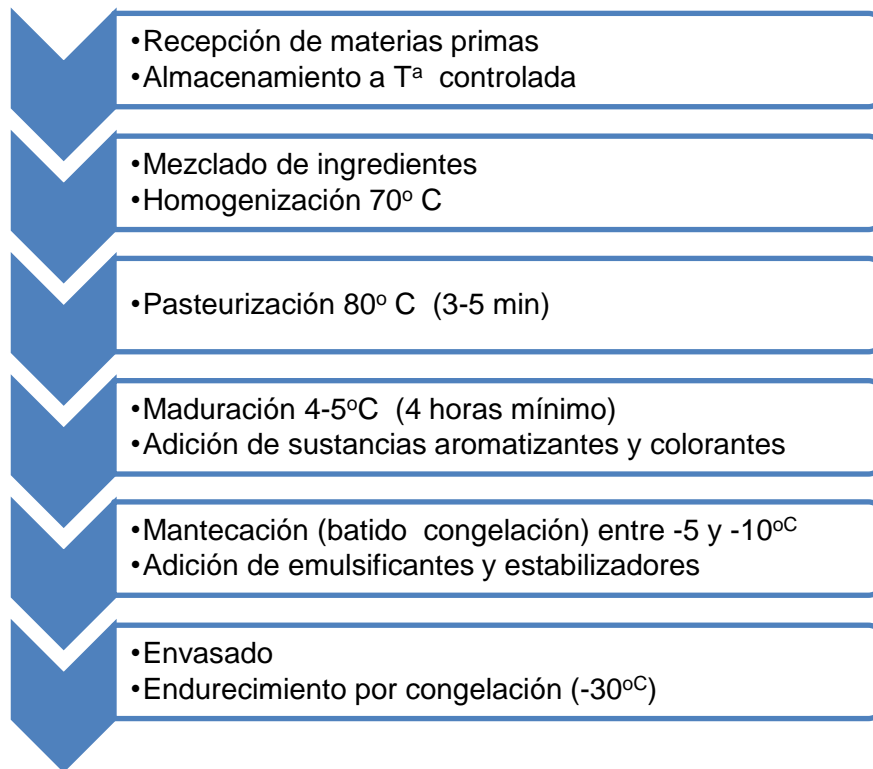 •Recepción de materias primas
•Almacenamiento a Tª controlada
•Mezclado de ingredientes
•Homogenización 70º C
•Pasteurización 80º C (3-5 min)
•Maduración 4-5ºC (4 horas mínimo)
•Adición de sustancias aromatizantes y colorantes
•Mantecación (batido congelación) entre -5 y -10ºC
•Adición de emulsificantes y estabilizadores
•Envasado
•Endurecimiento por congelación (-30ºC)